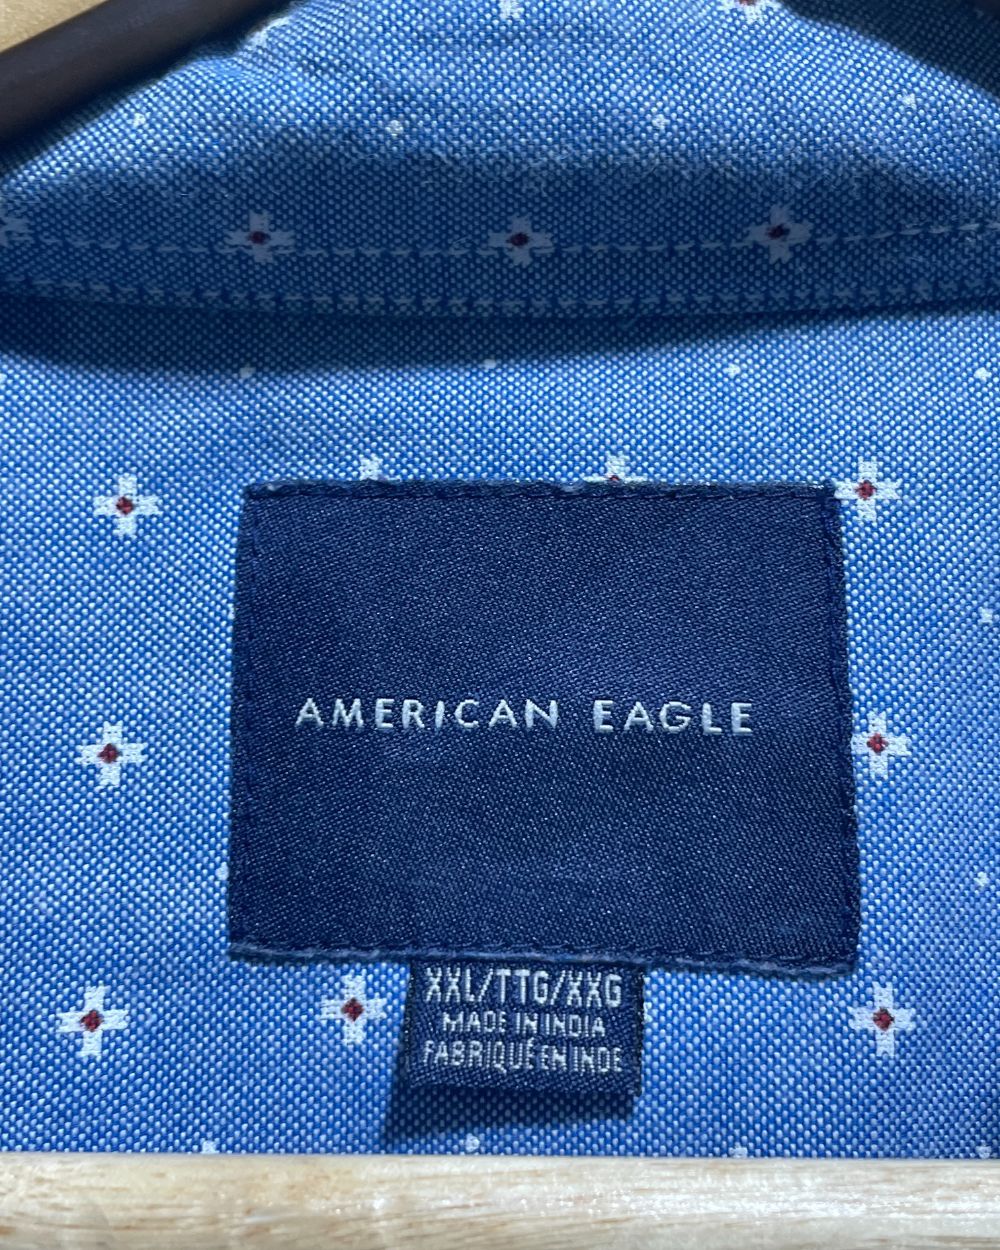 AMERICAN EAGLE
XXL/TTG/XXG
MADE IN INDIA
FABRIQUÉ EN INDE